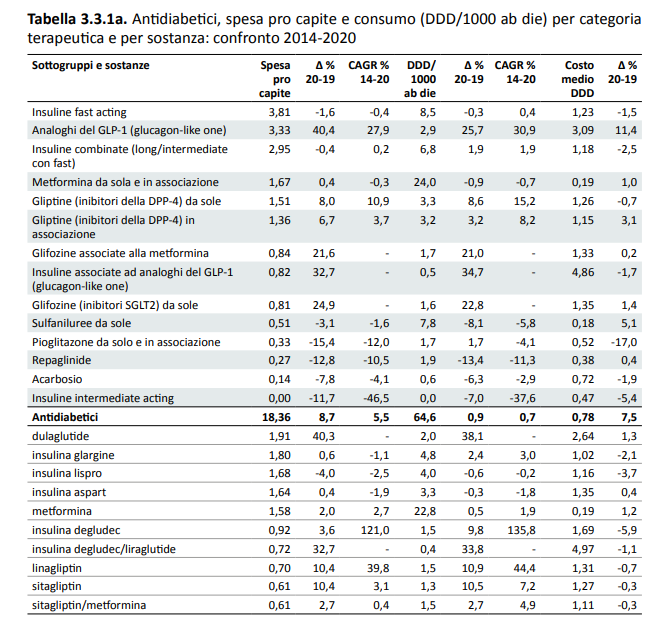 Tabella 3.3.1a. Antidiabetici, spesa pro capite e consumo (DDD/1000 ab die) per categoria
terapeutica e per sostanza: confronto 2014-2020
Sottogruppi e sostanze Spesa pro capite Δ % 20-19 CAGR % 14-20 DDD/ 1000 ab die Δ % 20-19 CAGR % 14-20 Costo medio DDD Δ % 20-19
Insuline fast acting 3,81 -1,6 -0,4 8,5 -0,3 0,4 1,23 -1,5
Analoghi del GLP-1 (glucagon-like one) 3,33 40,4 27,9 2,9 25,7 30,9 3,09 11,4
Insuline combinate (long/intermediate 2,95 -0,4 0,2 6,8 1,9 1,9 1,18 -2,5
con fast)
Metformina da sola e in associazione 1,67 0,4 -0,3 24,0 -0,9 -0,7 0,19 1,0
Gliptine (inibitori della DPP-4) da sole 1,51 8,0 10,9 3,3 8,6 15,2 1,26 -0,7
Gliptine (inibitori della DPP-4) in 1,36 6,7 3,7 3,2 3,2 8,2 1,15 3,1
associazione
Glifozine associate alla metformina 0,84 21,6 - 1,7 21,0 - 1,33 0,2
Insuline associate ad analoghi del GLP-1 0,82 32,7 - 0,5 34,7 - 4,86 -1,7
(glucagon-like one)
Glifozine (inibitori SGLT2) da sole 0,81 24,9 - 1,6 22,8 - 1,35 1,4
Sulfaniluree da sole 0,51 -3,1 -1,6 7,8 -8,1 -5,8 0,18 5,1
Pioglitazone da solo e in associazione 0,33 -15,4 -12,0 1,7 1,7 -4,1 0,52 -17,0
Repaglinide 0,27 -12,8 -10,5 1,9 -13,4 -11,3 0,38 0,4
Acarbosio 0,14 -7,8 -4,1 0,6 -6,3 -2,9 0,72 -1,9
Insuline intermediate acting 0,00 -11,7 -46,5 0,0 -7,0 -37,6 0,47 -5,4
Antidiabetici 18,36 8,7 5,5 64,6 0,9 0,7 0,78 7,5
dulaglutide 1,91 40,3 - 2,0 38,1 - 2,64 1,3
insulina glargine 1,80 0,6 -1,1 4,8 2,4 3,0 1,02 -2,1
insulina lispro 1,68 -4,0 -2,5 4,0 -0,6 -0,2 1,16 -3,7
insulina aspart 1,64 0,4 -1,9 3,3 -0,3 -1,8 1,35 0,4
metformina 1,58 2,0 2,7 22,8 0,5 1,9 0,19 1,2
insulina degludec 0,92 3,6 121,0 1,5 9,8 135,8 1,69 -5,9
insulina degludec/liraglutide 0,72 32,7 - 0,4 33,8 - 4,97 -1,1
linagliptin 0,70 10,4 39,8 1,5 10,9 44,4 1,31 -0,7
sitagliptin 0,61 10,4 3,1 1,3 10,5 7,2 1,27 -0,3
sitagliptin/metformina 0,61 2,7 0,4 1,5 2,7 4,9 1,11 -0,3